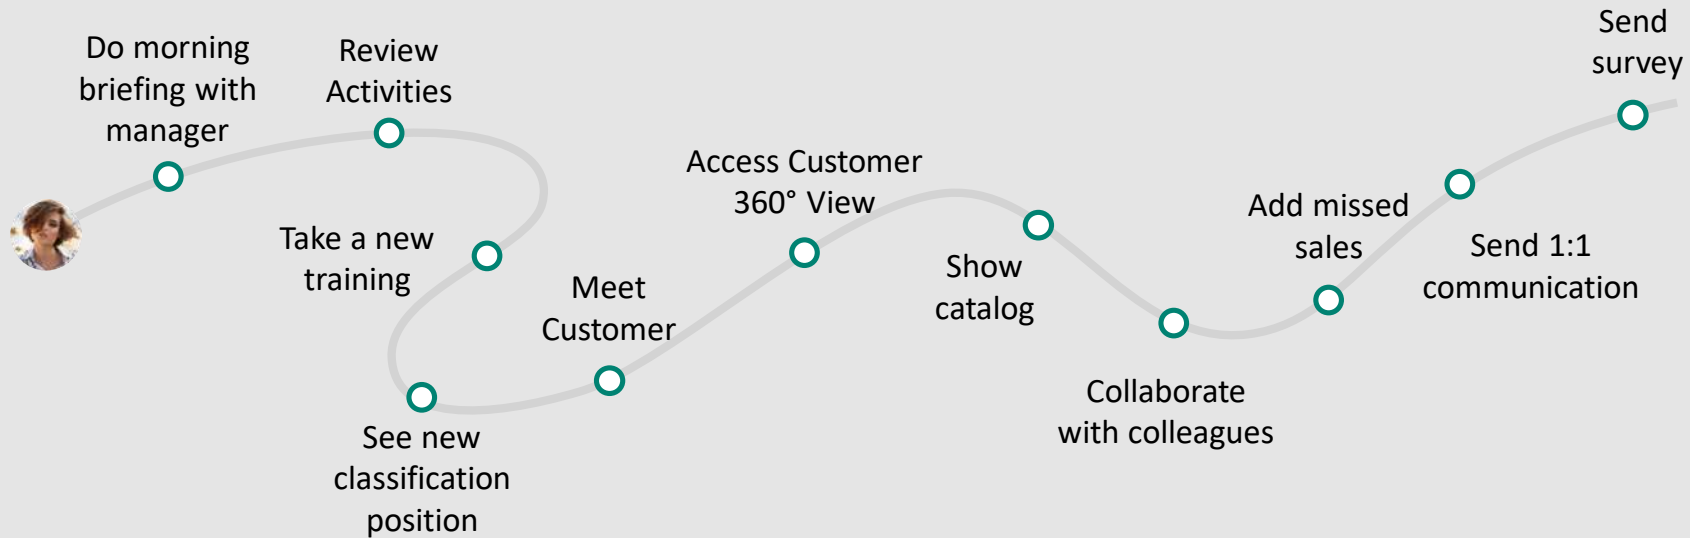 Do morning
briefing with
manager
Review
Activities
Take a new
training
See new
classification
position
Meet
Customer
Access Customer
360° View
Show
catalog
Collaborate
with colleagues
Add missed
sales
Send 1:1
communication
Send
survey